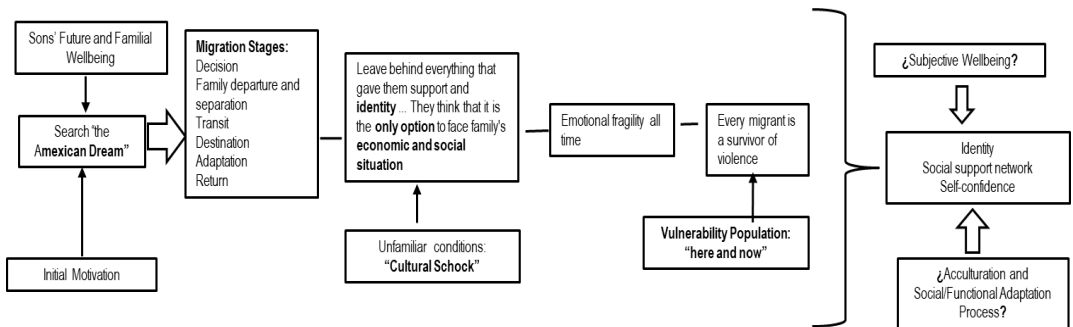 Sons' Future and Familial
Wellbeing
Search 'the
Amexican Dream"
Initial Motivation
Migration Stages:
Decision
Family departure and
separation
Transit
Destination
Adaptation
Return
Leave behind everything that
gave them support and
identity ... They think that it is
the only option to face family's
economic and social
situation
Unfamiliar conditions:
"Cultural Schock"
Emotional fragility all
time
Every migrant is
a survivor of
violence
Vulnerability Population:
"here and now"
¿Subjective Wellbeing?
Identity
Social support network
Self-confidence
¿Acculturation and
Social/Functional Adaptation
Process?